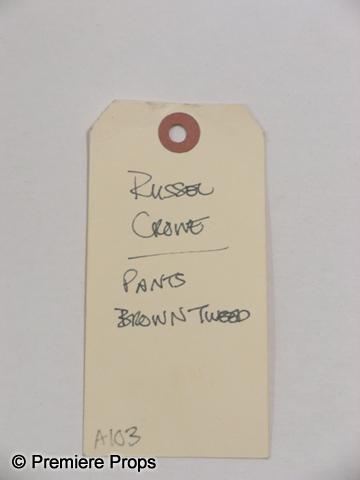 RUSSEL
CROWE
PANTS
BROWN TWEED
A103
© Premiere Props